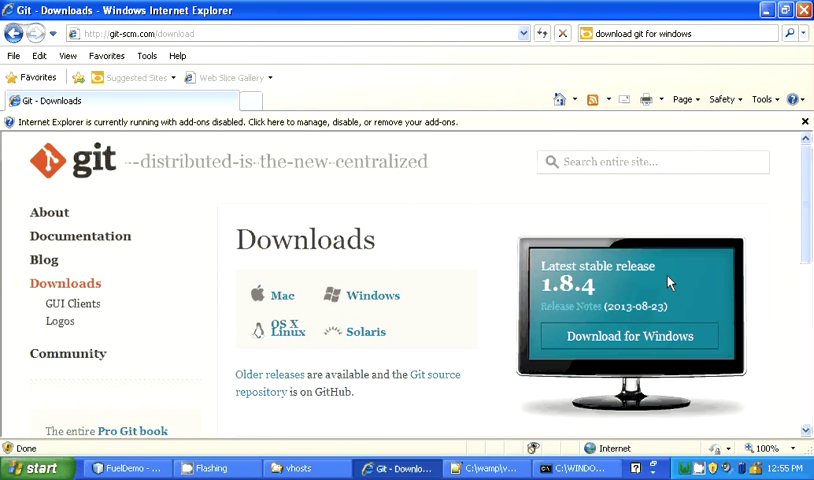 Git - Downloads - Windows Internet Explorer
http://git-scm.com/download
download git for windows
File Edit View Favorites Tools Help
Favorites Suggested Sites Web Slice Gallery
Git - Downloads
Page Safety Tools
Internet Explorer is currently running with add-ons disabled. Click here to manage, disable, or remove your add-ons.
git --distributed-is-the-new-centralized
Search entire site...
About
Documentation
Blog
Downloads
GUI Clients
Logos
Community
The entire Pro Git book
Downloads
Mac Windows
OS X
Linux Solaris
Older releases are available and the Git source
repository is on GitHub.
Latest stable release
1.8.4
Release Notes (2013-08-23)
Download for Windows
Done
Internet
100%
start
FuelDemo - ...
Flashing
vhosts
Git - Downlo...
C:\wamp\v...
C:\WINDO...
12:55 PM